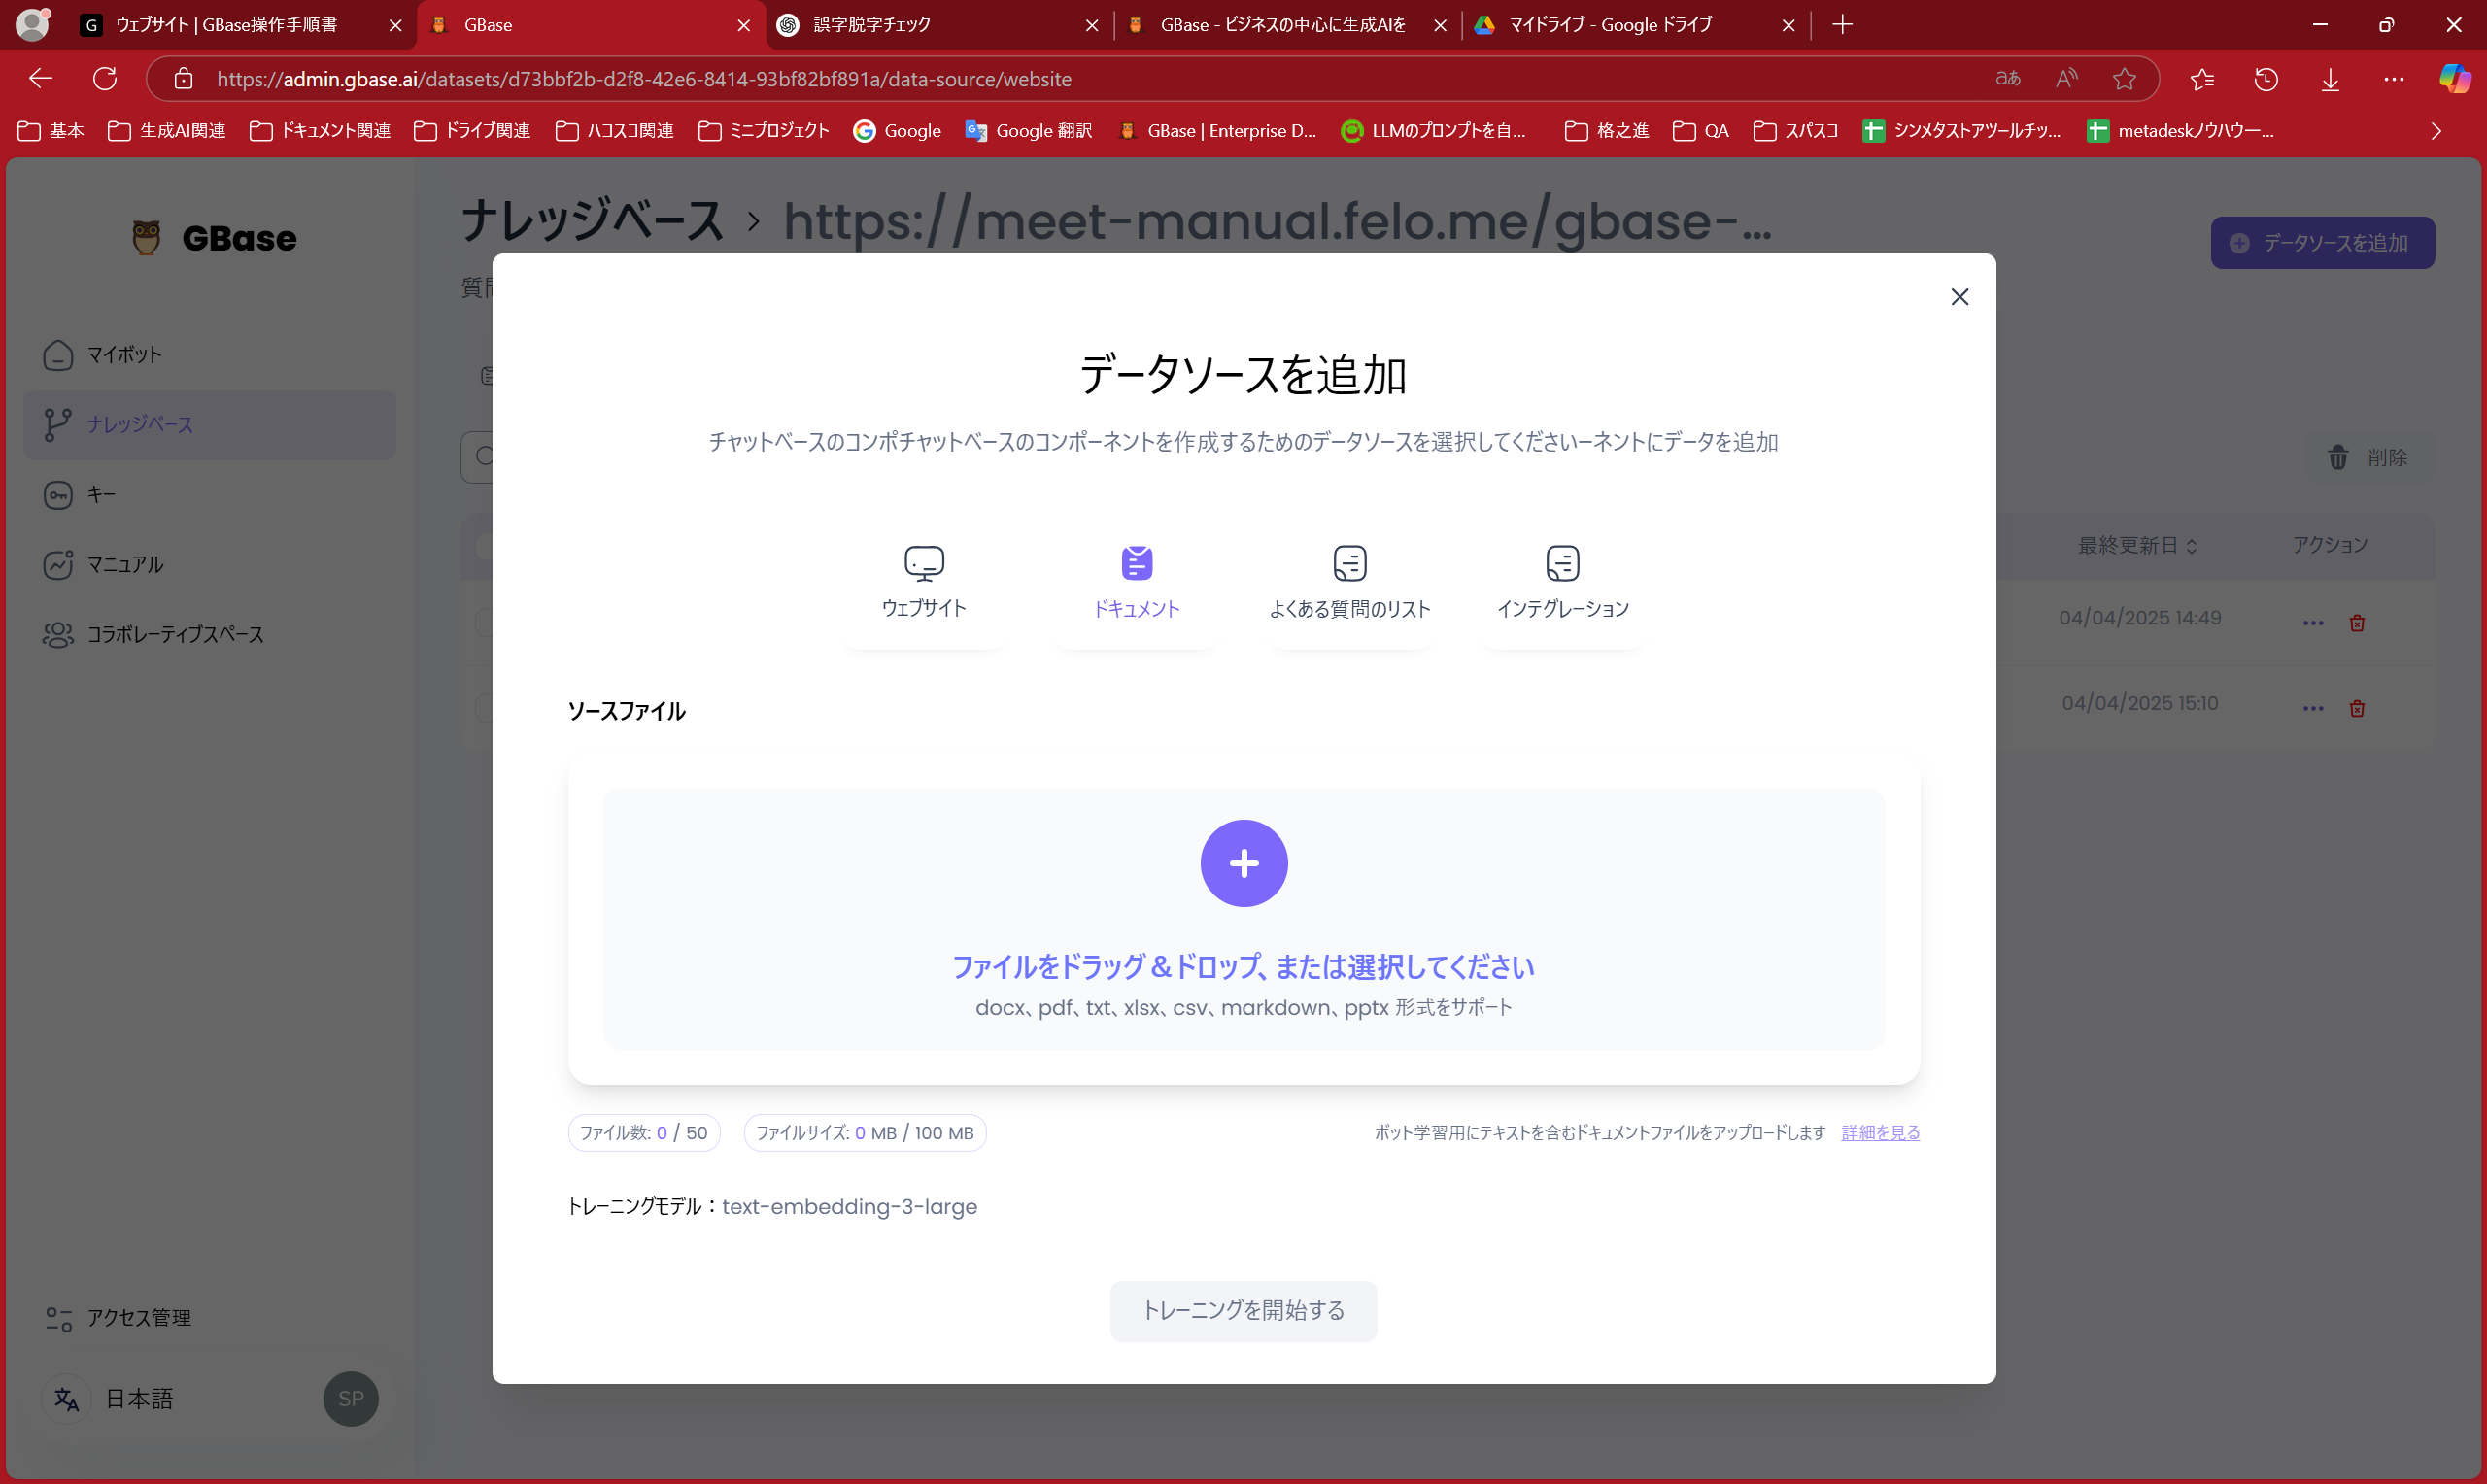 ウェブサイト | GBase操作手順書
GBase
誤字脱字チェック
GBase - ビジネスの中心に生成AIを
マイドライブ - Google ドライブ
https://admin.gbase.ai/datasets/d73bbf2b-d2f8-42e6-8414-93bf82bf891a/data-source/website
基本
生成AI関連
ドキュメント関連
ドライブ関連
ハコスコ関連
ミニプロジェクト
Google
Google 翻訳
GBase | Enterprise D...
LLMのプロンプトを自...
格之進
QA
スパスコ
シンメタストアツールチッ...
metadeskノウハウー...
GBase
マイボット
ナレッジベース
キー
マニュアル
コラボレーティブスペース
アクセス管理
日本語
SP
ナレッジベース › https://meet-manual.felo.me/gbase-...
データソースを追加
質
削除
最終更新日
アクション
04/04/2025 14:49
04/04/2025 15:10
データソースを追加
チャットベースのコンポチャットベースのコンポーネントを作成するためのデータソースを選択してくださいーネントにデータを追加
ウェブサイト
ドキュメント
よくある質問のリスト
インテグレーション
ソースファイル
ファイルをドラッグ＆ドロップ、または選択してください
docx、pdf、txt、xlsx、csv、markdown、pptx 形式をサポート
ファイル数: 0 / 50
ファイルサイズ: 0 MB / 100 MB
ボット学習用にテキストを含むドキュメントファイルをアップロードします 詳細を見る
トレーニングモデル：text-embedding-3-large
トレーニングを開始する